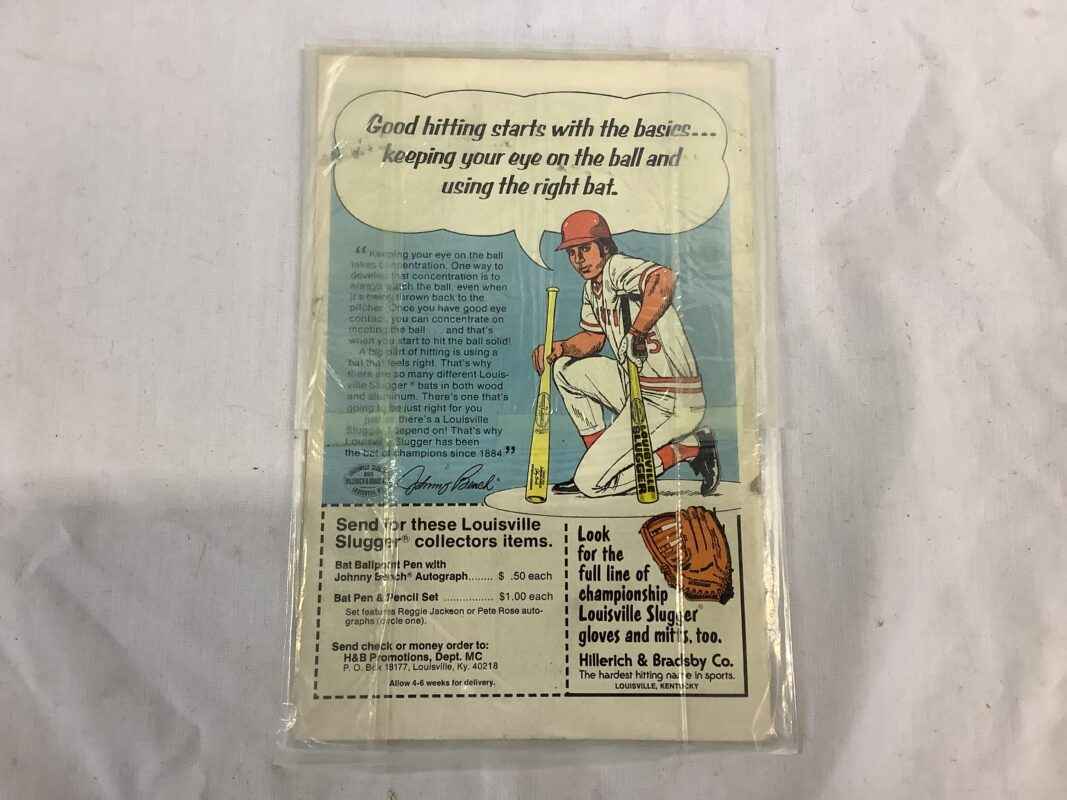 Good hitting starts with the basics...
keeping your eye on the ball and
using the right bat.
“Keeping your eye on the ball
takes concentration. One way to
develop that concentration is to
always watch the ball, even when
it's being thrown back to the
pitcher. Once you have good eye
contact, you can concentrate on
meeting the ball ... and that's
when you start to hit the ball solid!
A big part of hitting is using a
bat that feels right. That's why
there are so many different Louis-
ville Slugger® bats in both wood
and aluminum. There's one that's
going to be just right for you
there's a Louisville
Slugger depend on! That's why
Louisville Slugger has been
the bat of champions since 1884.”
Johnny Bench
5
LOUISVILLE
SLUGGER
Send for these Louisville
Slugger® collectors items.
Bat Ballpoint Pen with
Johnny Bench® Autograph........ $ .50 each
Bat Pen & Pencil Set ................ $1.00 each
Set features Reggie Jackson or Pete Rose auto-
graphs (circle one).
Send check or money order to:
H&B Promotions, Dept. MC
P. O. Box 18177, Louisville, Ky. 40218
Allow 4-6 weeks for delivery.
Look
for the
full line of
championship
Louisville Slugger®
gloves and mitts, too.
Hillerich & Bradsby Co.
The hardest hitting name in sports.
LOUISVILLE, KENTUCKY